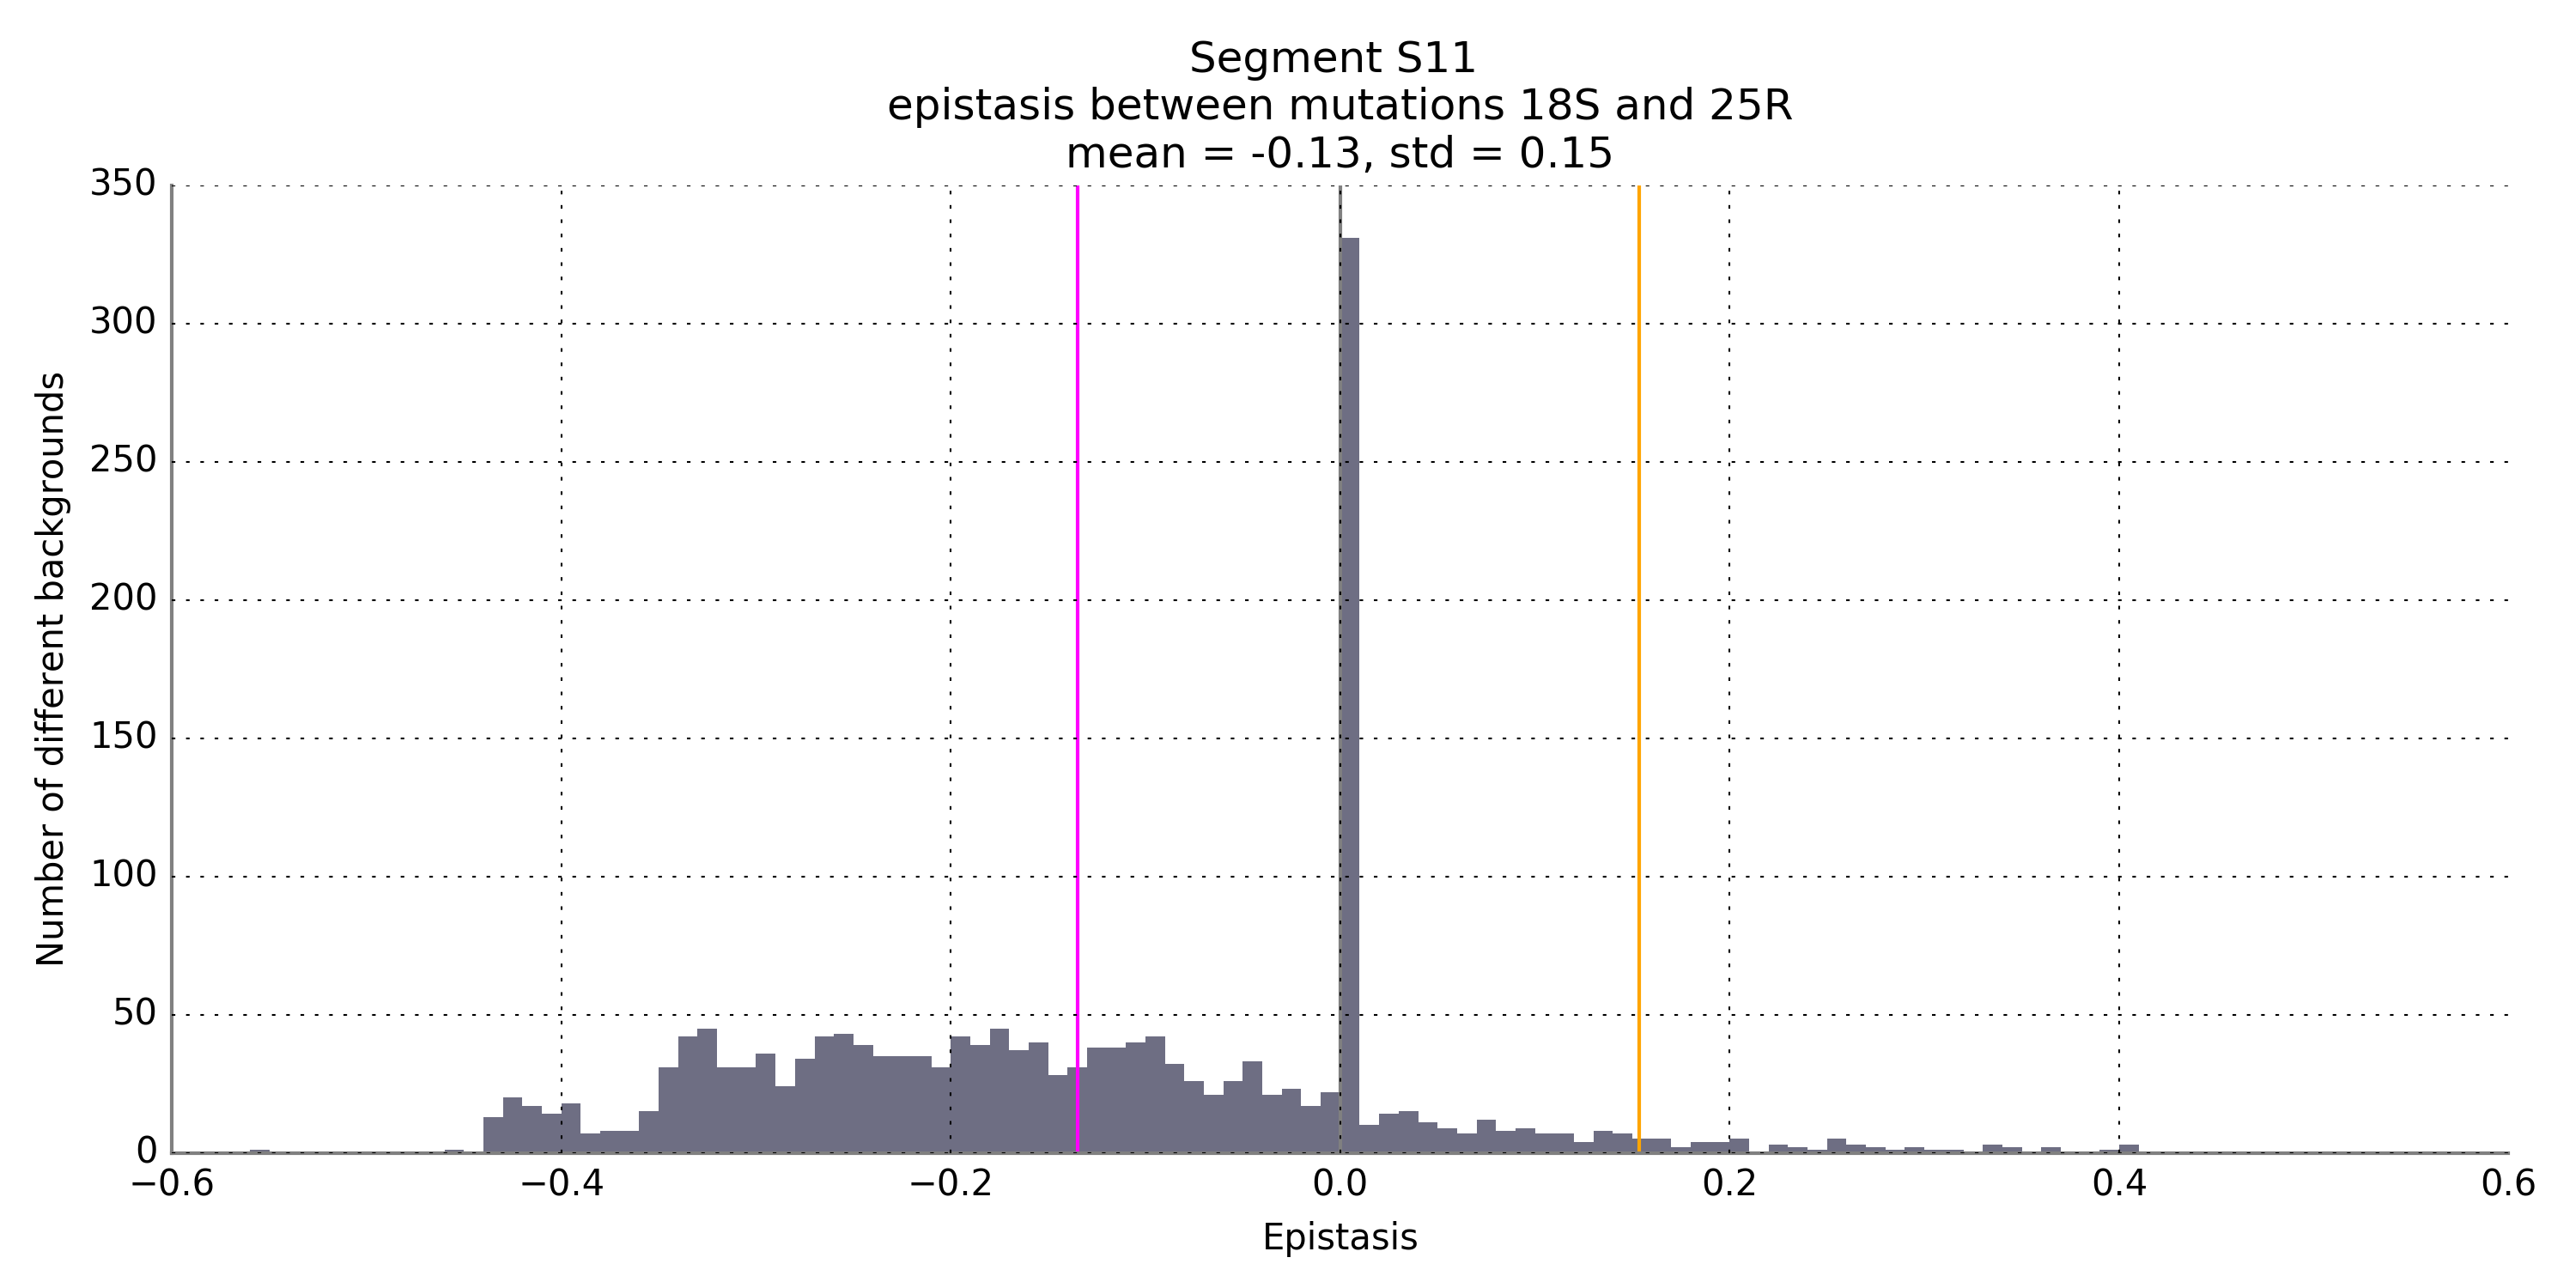 Segment S11
epistasis between mutations 18S and 25R
mean = -0.13, std = 0.15
350
300
250
200
150
100
50
0
Number of different backgrounds
−0.6 −0.4 −0.2 0.0 0.2 0.4 0.6
Epistasis